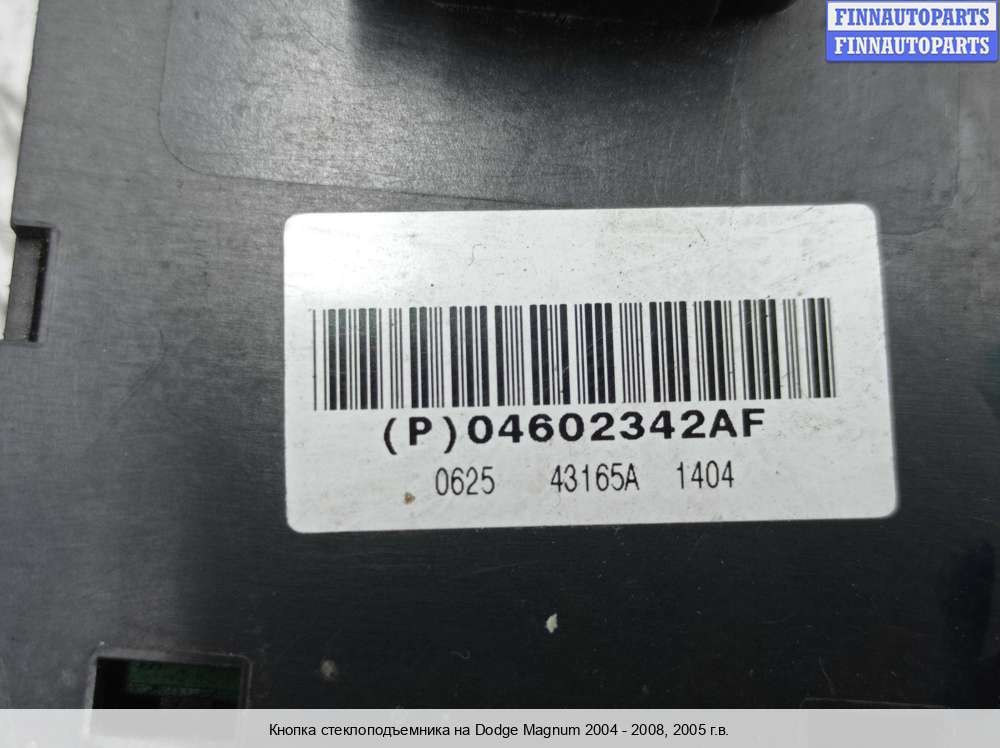 FINNAUTOPARTS
FINNAUTOPARTS
(P)04602342AF
0625 43165A 1404
Кнопка стеклоподъемника на Dodge Magnum 2004 - 2008, 2005 г.в.